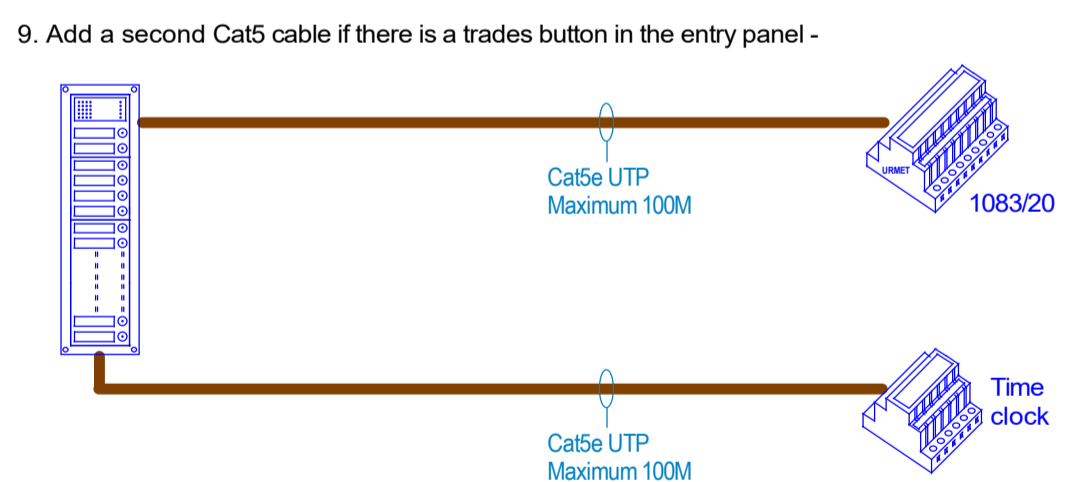 9. Add a second Cat5 cable if there is a trades button in the entry panel -
URMET
Cat5e UTP
Maximum 100M
1083/20
Time
clock
Cat5e UTP
Maximum 100M